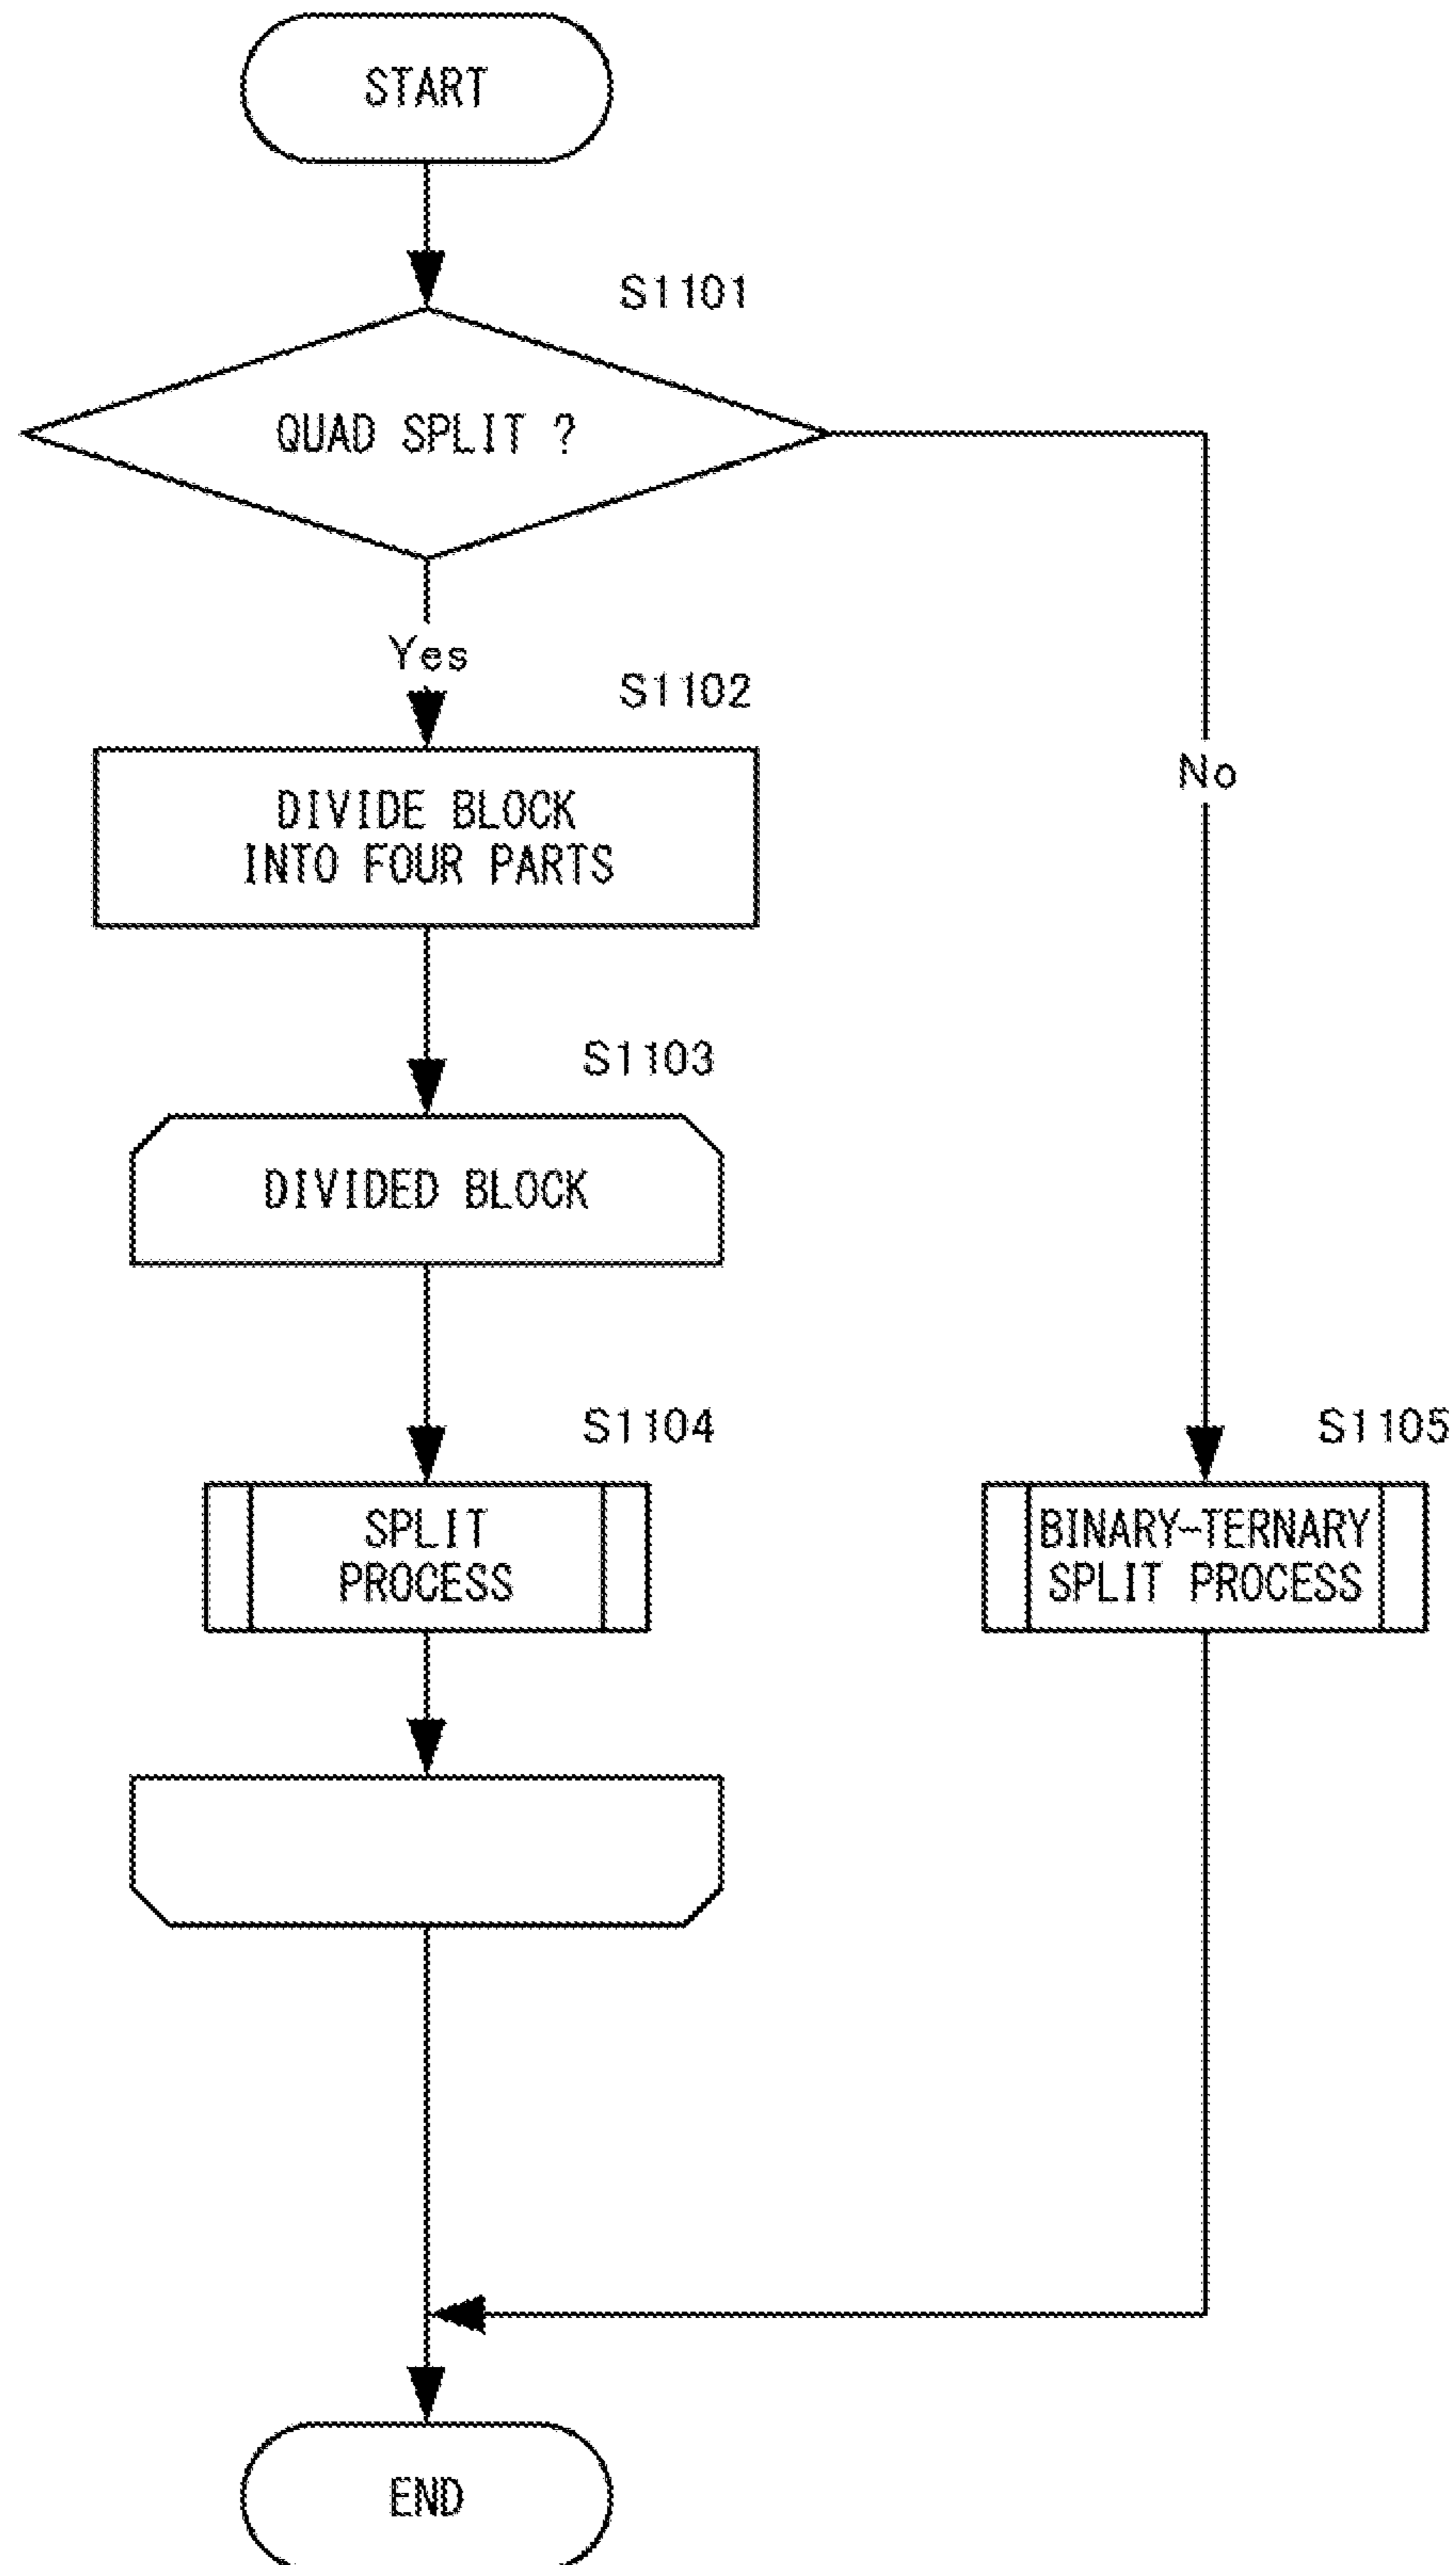 START
S1101
QUAD SPLIT ?
Yes
S1102
No
DIVIDE BLOCK
INTO FOUR PARTS
S1103
DIVIDED BLOCK
S1104
S1105
SPLIT
PROCESS
BINARY-TERNARY
SPLIT PROCESS
END